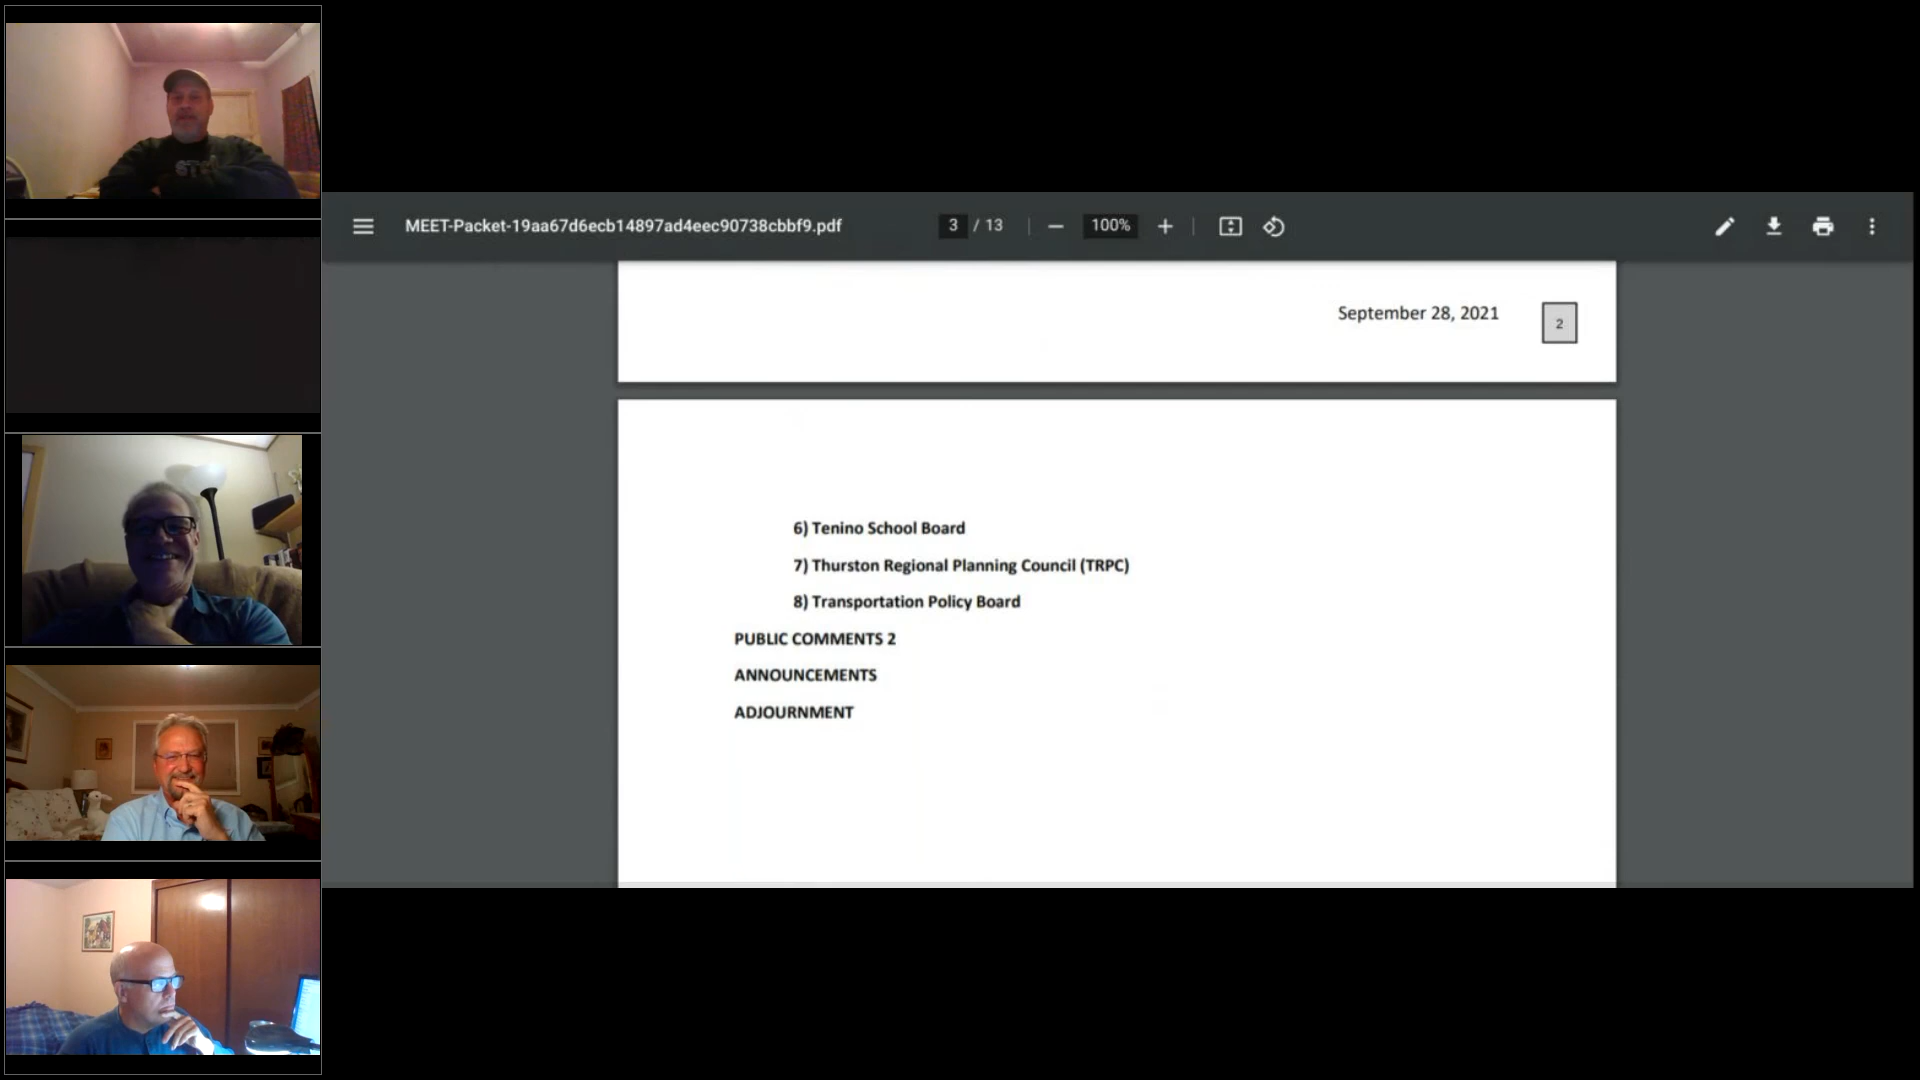 MEET-Packet-19aa67d6ecb14897ad4eec90738cbbf9.pdf
3 / 13
100%
September 28, 2021
2
6) Tenino School Board
7) Thurston Regional Planning Council (TRPC)
8) Transportation Policy Board
PUBLIC COMMENTS 2
ANNOUNCEMENTS
ADJOURNMENT